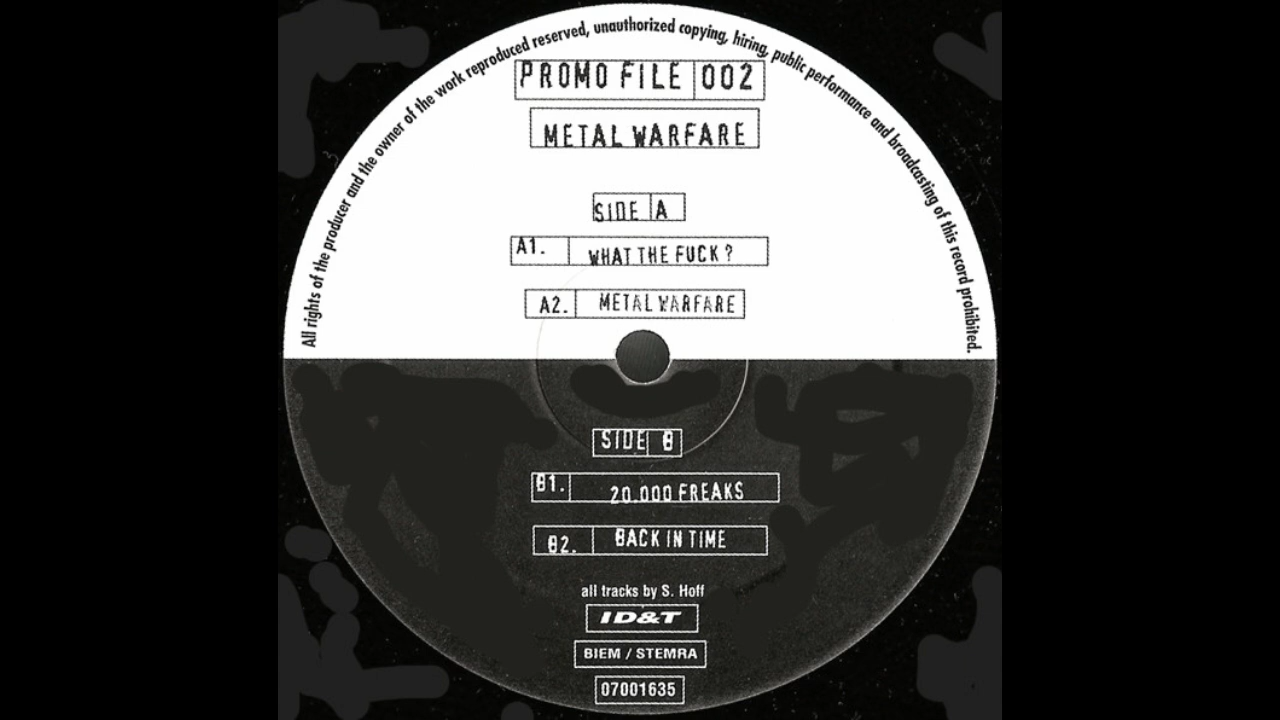 All rights of the producer and the owner of the work reproduced reserved, unauthorized copying, hiring, public performance and broadcasting of this record prohibited.
PROMO FILE 002
METAL WARFARE
SIDE A
A1. WHAT THE FUCK?
A2. METAL WARFARE
SIDE B
B1. 20.000 FREAKS
B2. BACK IN TIME
all tracks by S. Hoff
ID&T
BIEM / STEMRA
07001635